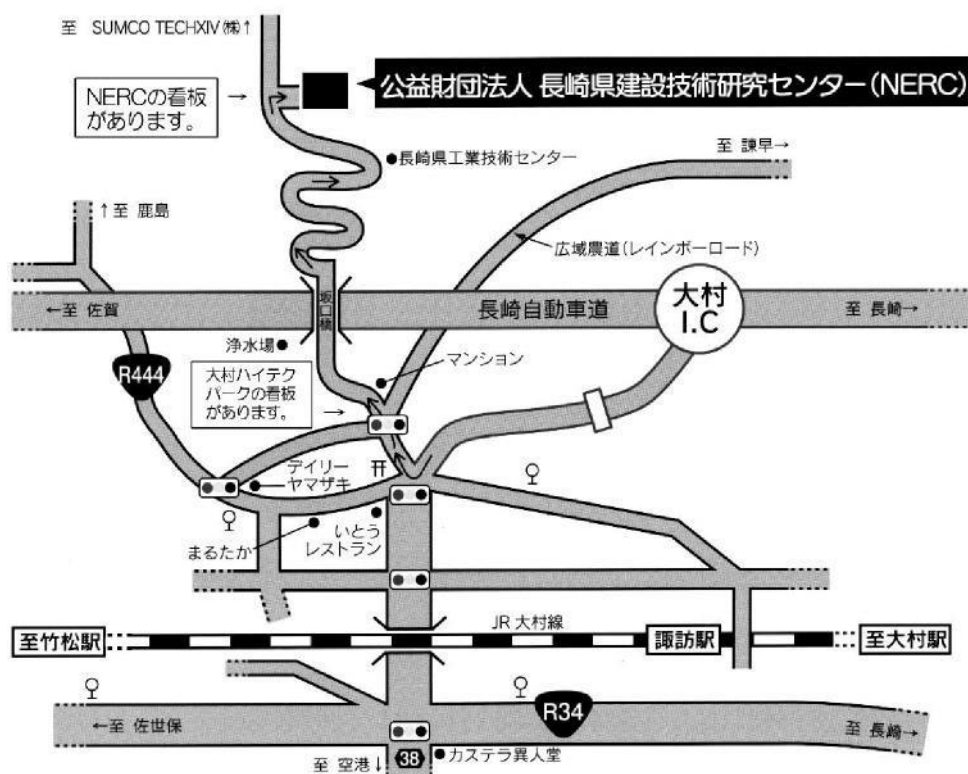 至 SUMCO TECHXIV㈱↑
NERCの看板
があります。
→
公益財団法人 長崎県建設技術研究センター(NERC)
長崎県工業技術センター
至 諫早→
↑至 鹿島
広域農道(レインボーロード)
大村
I.C
坂口橋
←至 佐賀
長崎自動車道
至 長崎→
浄水場
マンション
R444
大村ハイテク
パークの看板
があります。
→
デイリー
ヤマザキ
いとう
レストラン
まるたか
JR 大村線
至竹松駅
諏訪駅
至大村駅
R34
←至 佐世保
至 長崎→
至 空港↓
38
カステラ異人堂